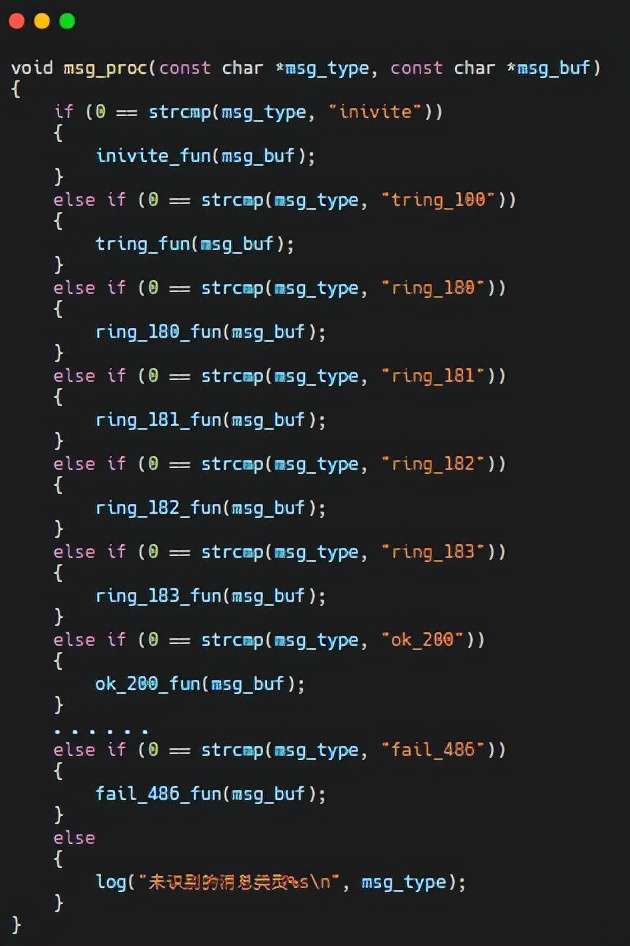 void msg_proc(const char *msg_type, const char *msg_buf)
{
    if (0 == strcmp(msg_type, "inivite"))
    {
        inivite_fun(msg_buf);
    }
    else if (0 == strcmp(msg_type, "tring_100"))
    {
        tring_fun(msg_buf);
    }
    else if (0 == strcmp(msg_type, "ring_180"))
    {
        ring_180_fun(msg_buf);
    }
    else if (0 == strcmp(msg_type, "ring_181"))
    {
        ring_181_fun(msg_buf);
    }
    else if (0 == strcmp(msg_type, "ring_182"))
    {
        ring_182_fun(msg_buf);
    }
    else if (0 == strcmp(msg_type, "ring_183"))
    {
        ring_183_fun(msg_buf);
    }
    else if (0 == strcmp(msg_type, "ok_200"))
    {
        ok_200_fun(msg_buf);
    }
    ......
    else if (0 == strcmp(msg_type, "fail_486"))
    {
        fail_486_fun(msg_buf);
    }
    else
    {
        log("未识别的消息类型%s\n", msg_type);
    }
}